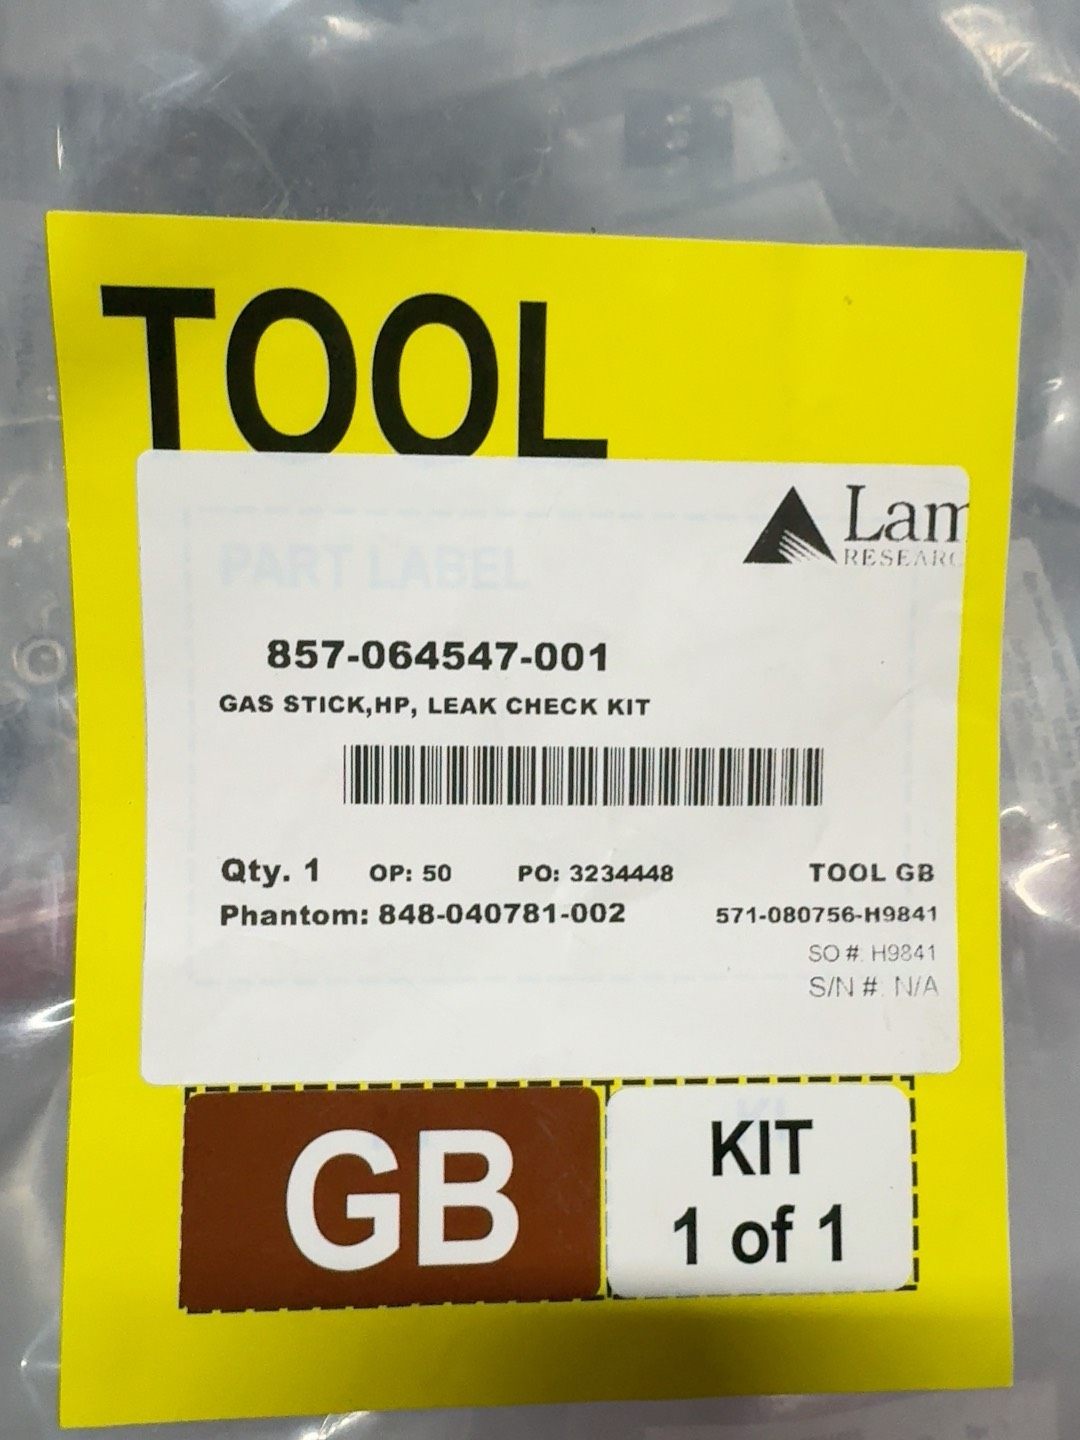 TOOL
Lam
RESEARC
PART LABEL
857-064547-001
GAS STICK,HP, LEAK CHECK KIT
Qty. 1 OP: 50 PO: 3234448 TOOL GB
Phantom: 848-040781-002 571-080756-H9841
SO #: H9841
S/N #: N/A
GB
KIT
1 of 1